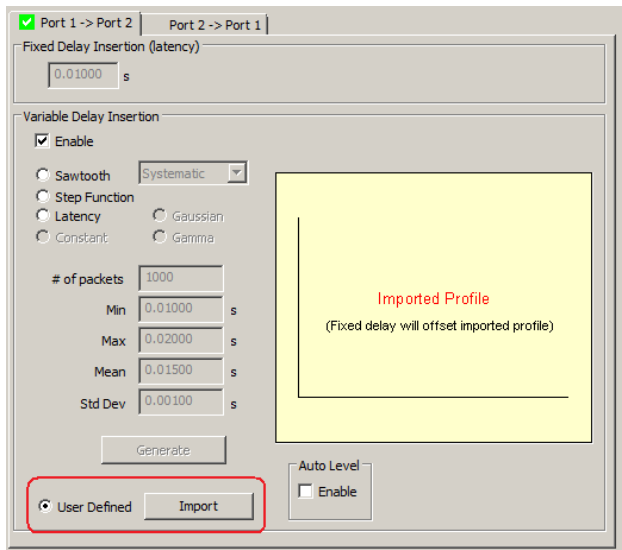 Port 1 -> Port 2
Port 2 -> Port 1
Fixed Delay Insertion (latency)
0.01000 s
Variable Delay Insertion
Enable
Sawtooth Systematic
Step Function
Latency Gaussian
Constant Gamma
# of packets 1000
Min 0.01000 s
Max 0.02000 s
Mean 0.01500 s
Std Dev 0.00100 s
Generate
User Defined Import
Imported Profile
(Fixed delay will offset imported profile)
Auto Level
Enable